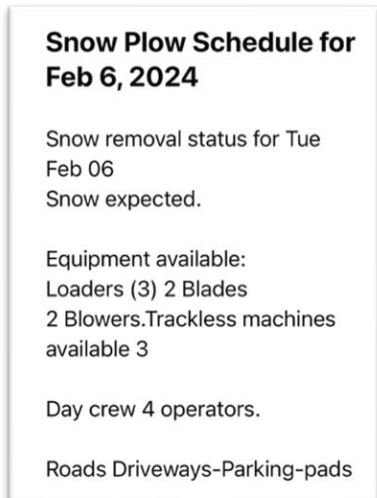 Snow Plow Schedule for
Feb 6, 2024
Snow removal status for Tue
Feb 06
Snow expected.
Equipment available:
Loaders (3) 2 Blades
2 Blowers.Trackless machines
available 3
Day crew 4 operators.
Roads Driveways-Parking-pads